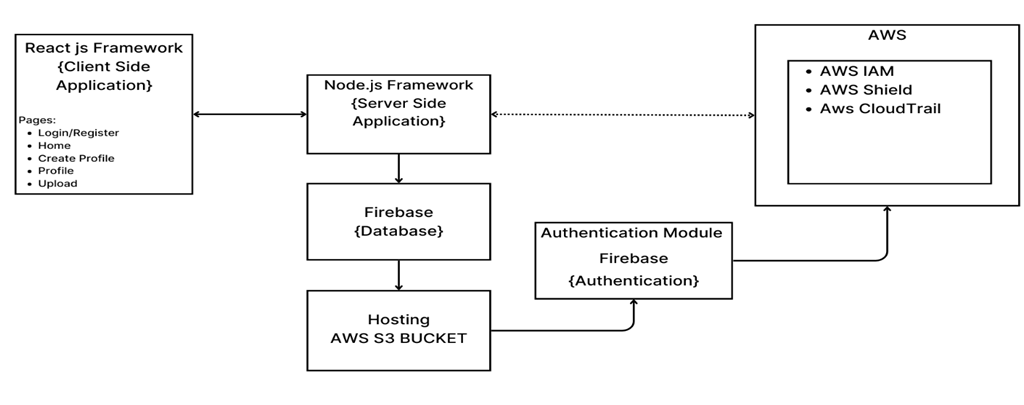 React js Framework
{Client Side
Application}
Pages:
• Login/Register
• Home
• Create Profile
• Profile
• Upload
Node.js Framework
{Server Side
Application}
Firebase
{Database}
Hosting
AWS S3 BUCKET
Authentication Module
Firebase
{Authentication}
AWS
• AWS IAM
• AWS Shield
• Aws CloudTrail